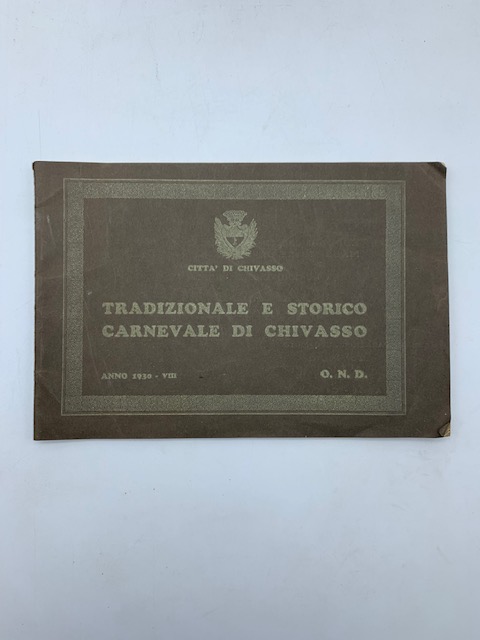 CITTA' DI CHIVASSO
TRADIZIONALE E STORICO
CARNEVALE DI CHIVASSO
ANNO 1930 - VIII
O. N. D.